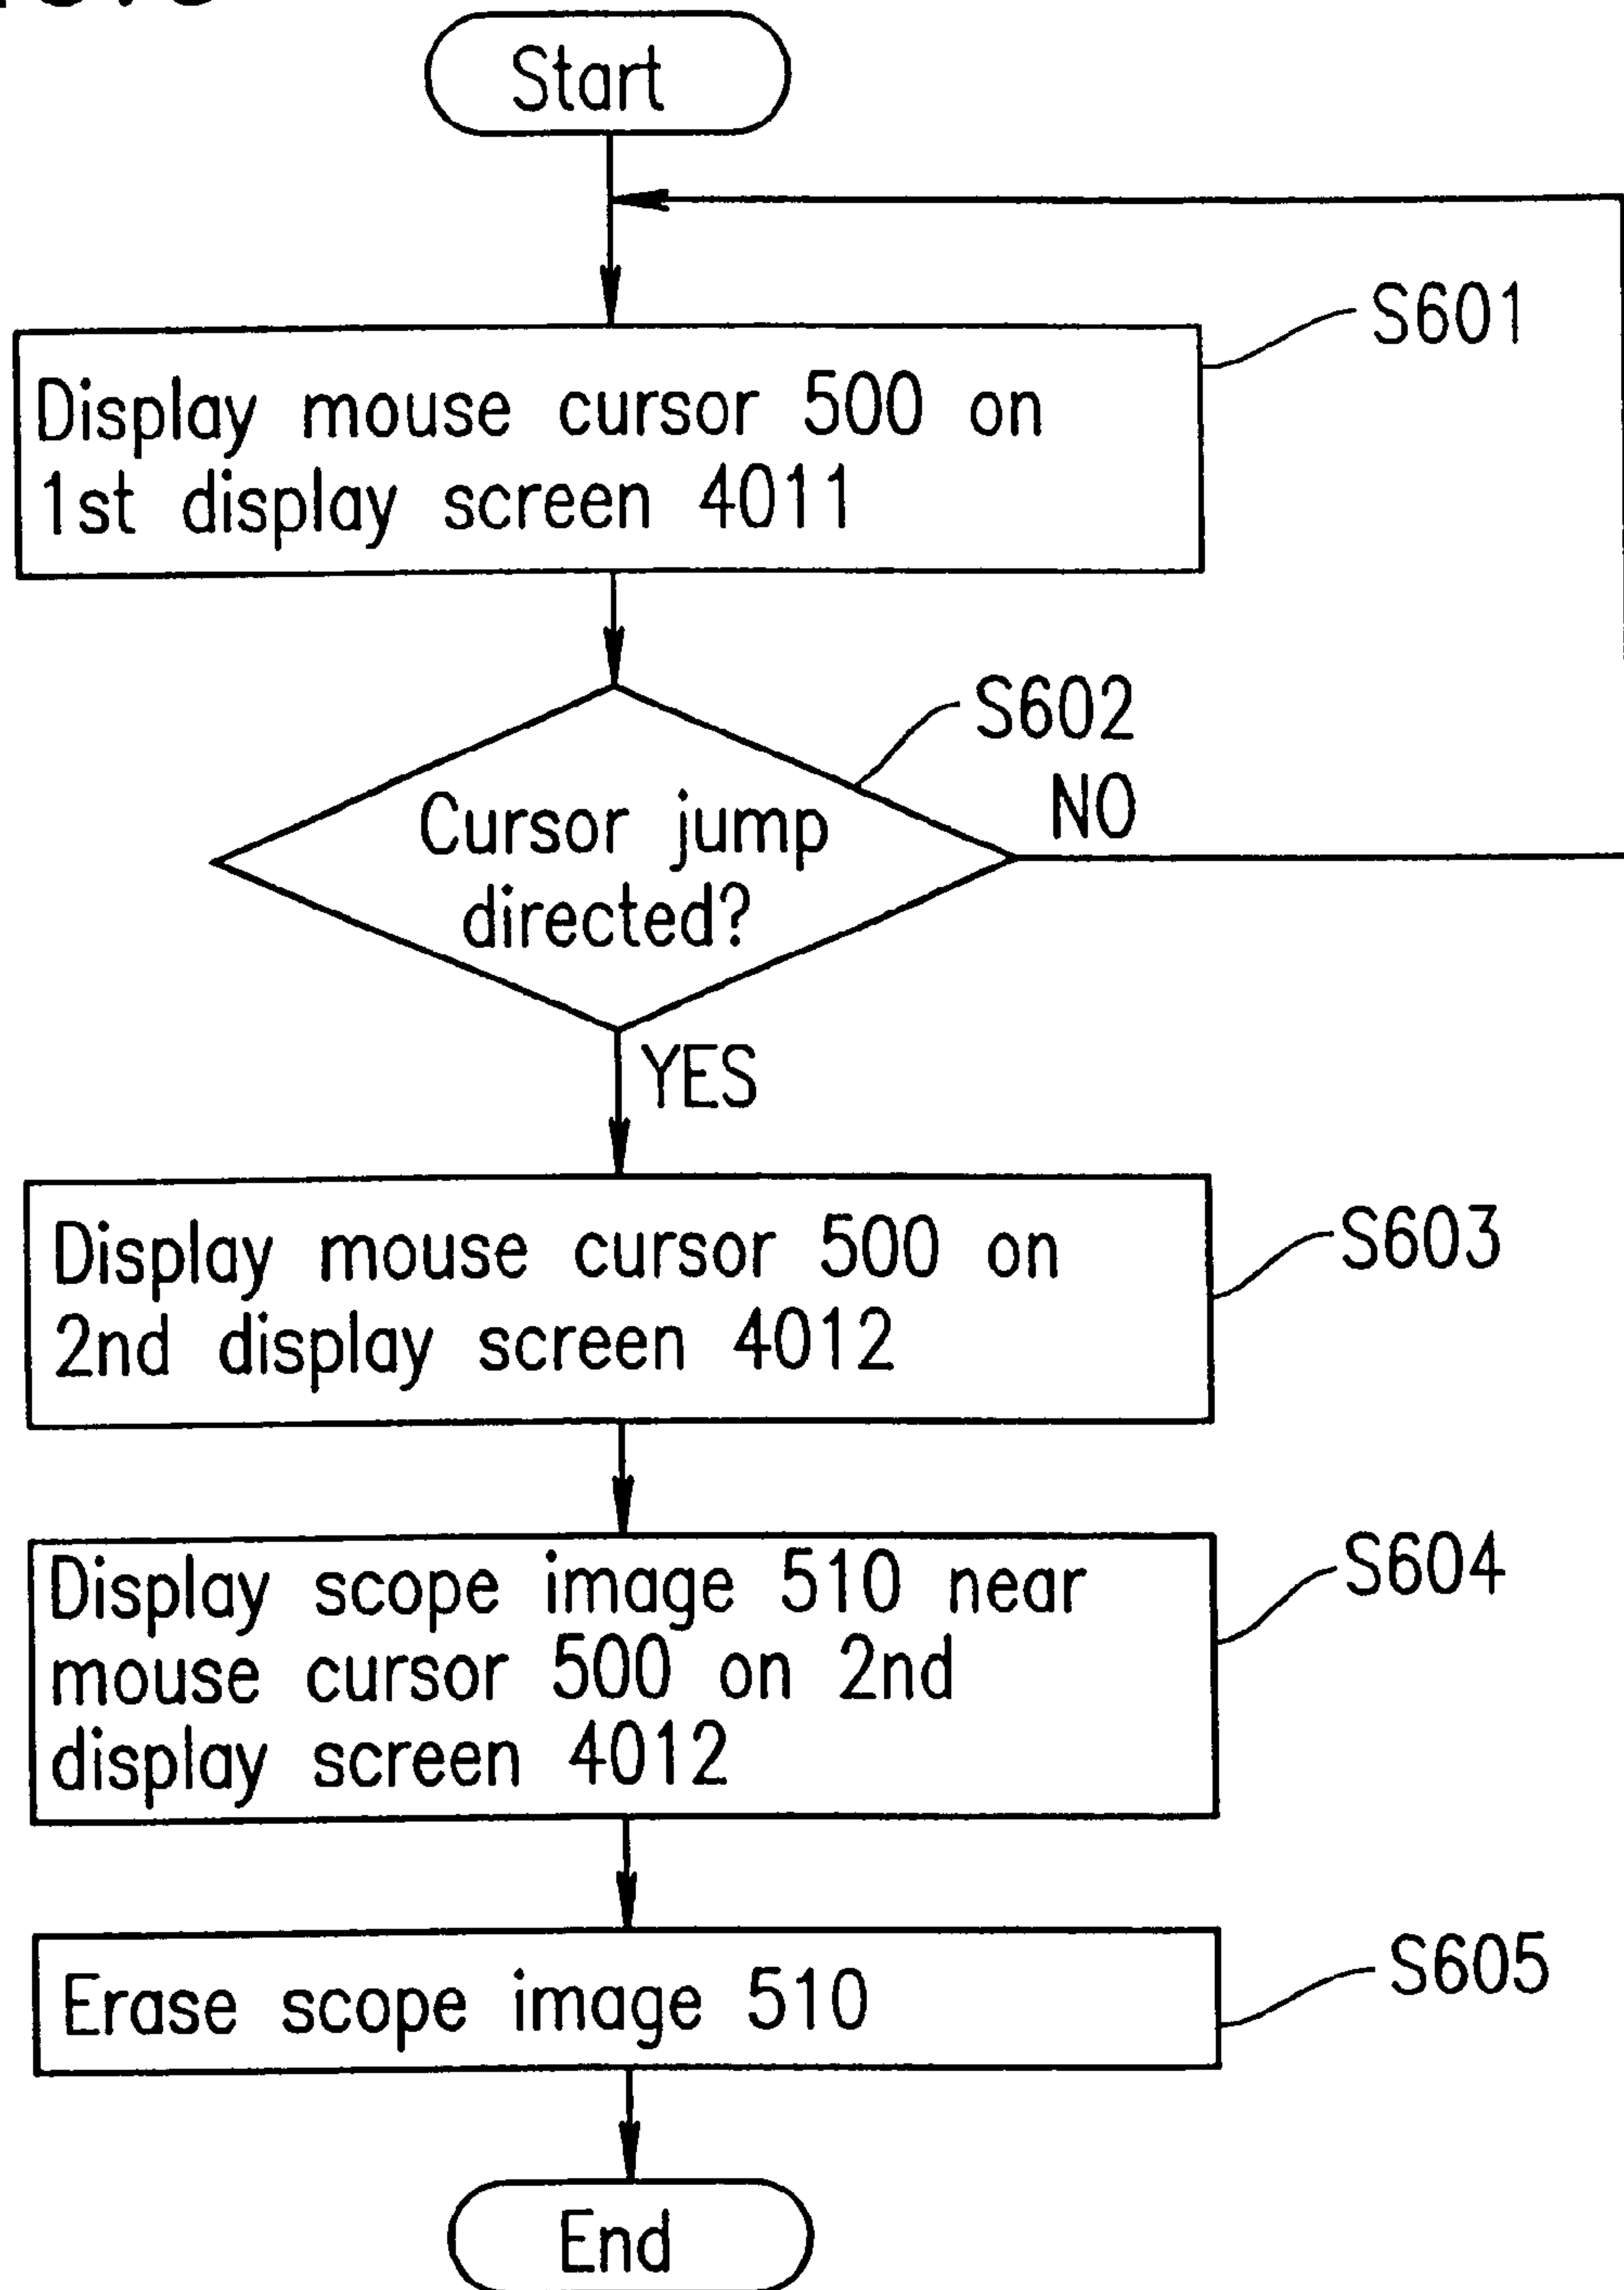 Start
S601
Display mouse cursor 500 on
1st display screen 4011
S602
Cursor jump
directed?
NO
YES
Display mouse cursor 500 on
2nd display screen 4012
S603
Display scope image 510 near
mouse cursor 500 on 2nd
display screen 4012
S604
Erase scope image 510
S605
End